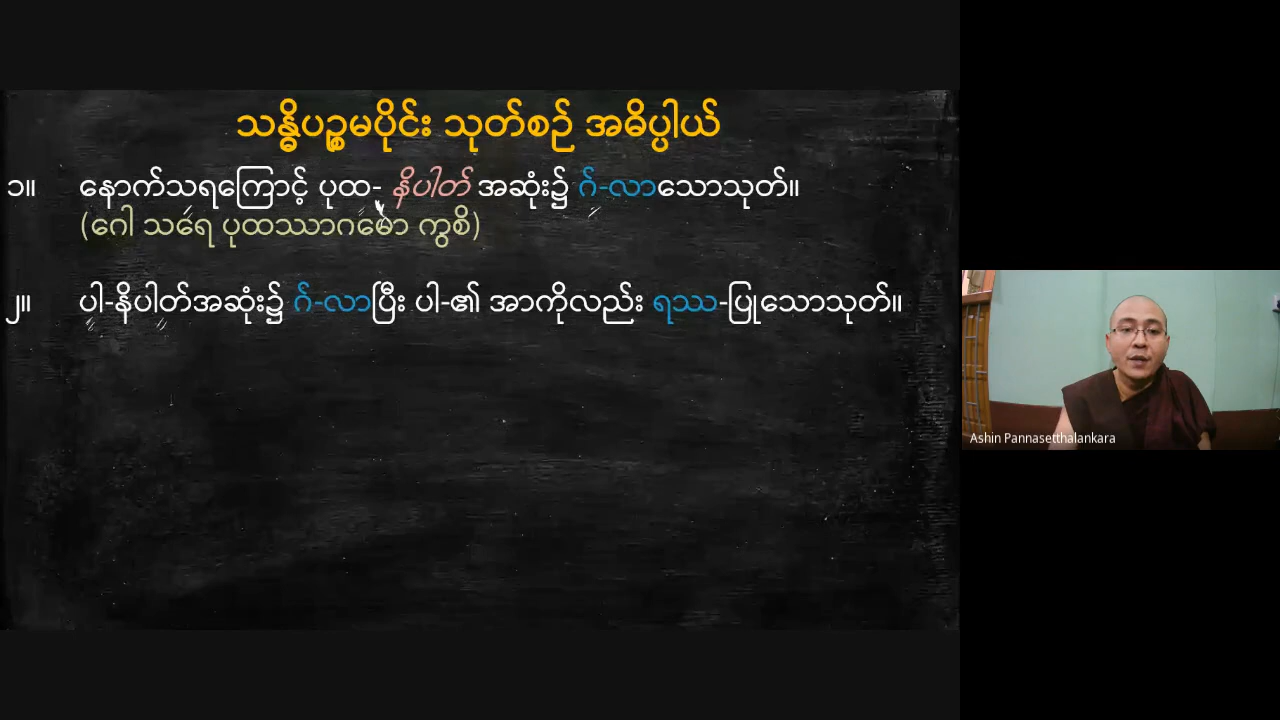 သန္ဓိပဉ္စမပိုင်း သုတ်စဉ် အဓိပ္ပါယ်
၁။ နောက်သရကြောင့် ပုထ- နိပါတ် အဆုံး၌ ဂ်-လာသောသုတ်။
(ဂေါ သရေ ပုထဿာဂမော ကွစိ)
၂။ ပါ-နိပါတ်အဆုံး၌ ဂ်-လာပြီး ပါ-၏ အာကိုလည်း ရဿ-ပြုသောသုတ်။
Ashin Pannasetthalankara